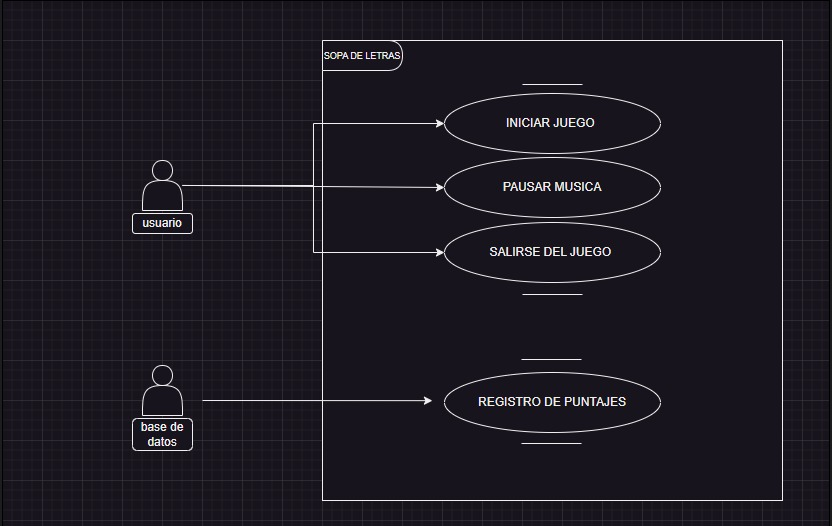 SOPA DE LETRAS
INICIAR JUEGO
PAUSAR MUSICA
usuario
SALIRSE DEL JUEGO
REGISTRO DE PUNTAJES
base de
datos